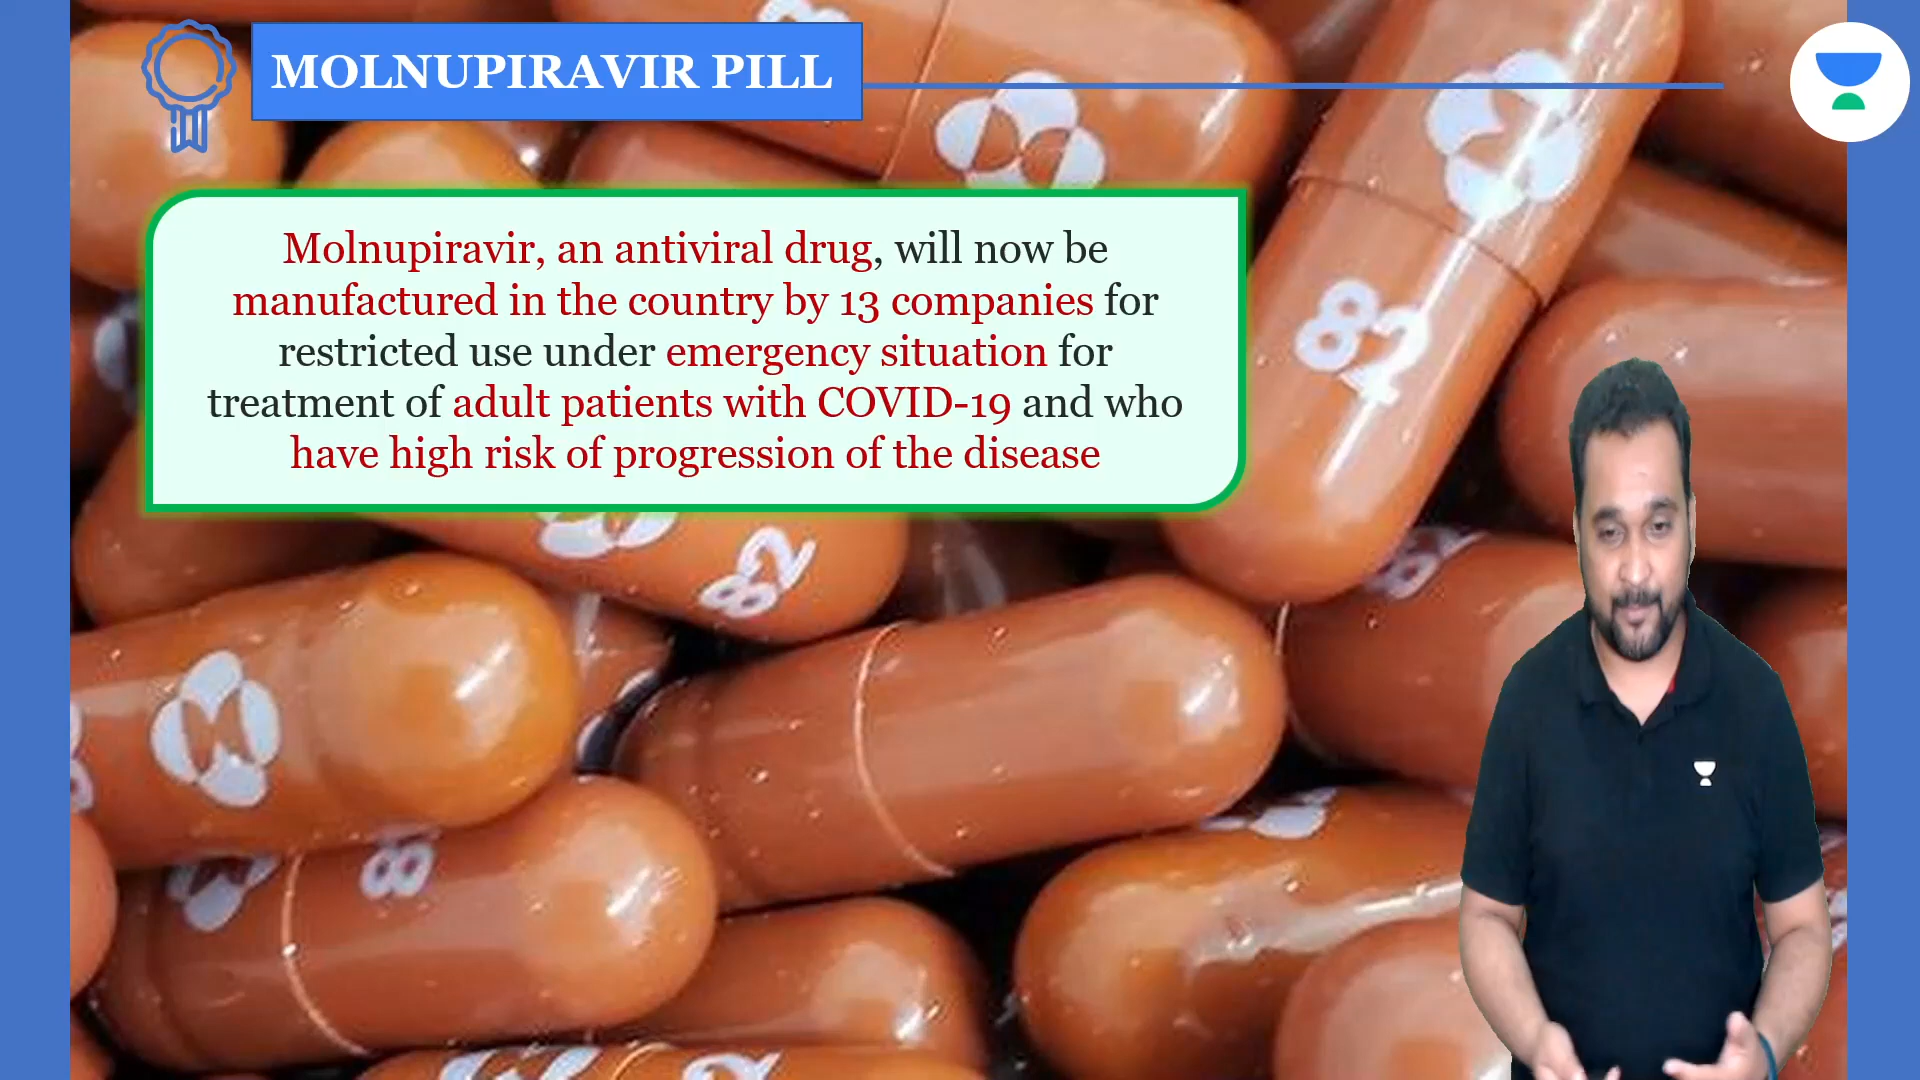 MOLNUPIRAVIR PILL
Molnupiravir, an antiviral drug, will now be
manufactured in the country by 13 companies for
restricted use under emergency situation for
treatment of adult patients with COVID-19 and who
have high risk of progression of the disease
82
82
82
8